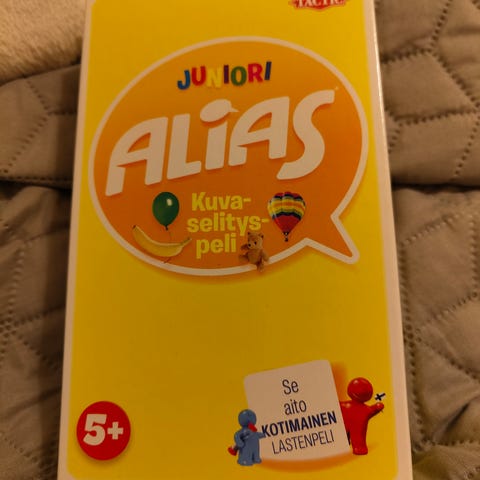 TACTIC
JUNIORI
ALIAS
Kuva-
selitys-
peli
5+
Se
aito
KOTIMAINEN
LASTENPELI